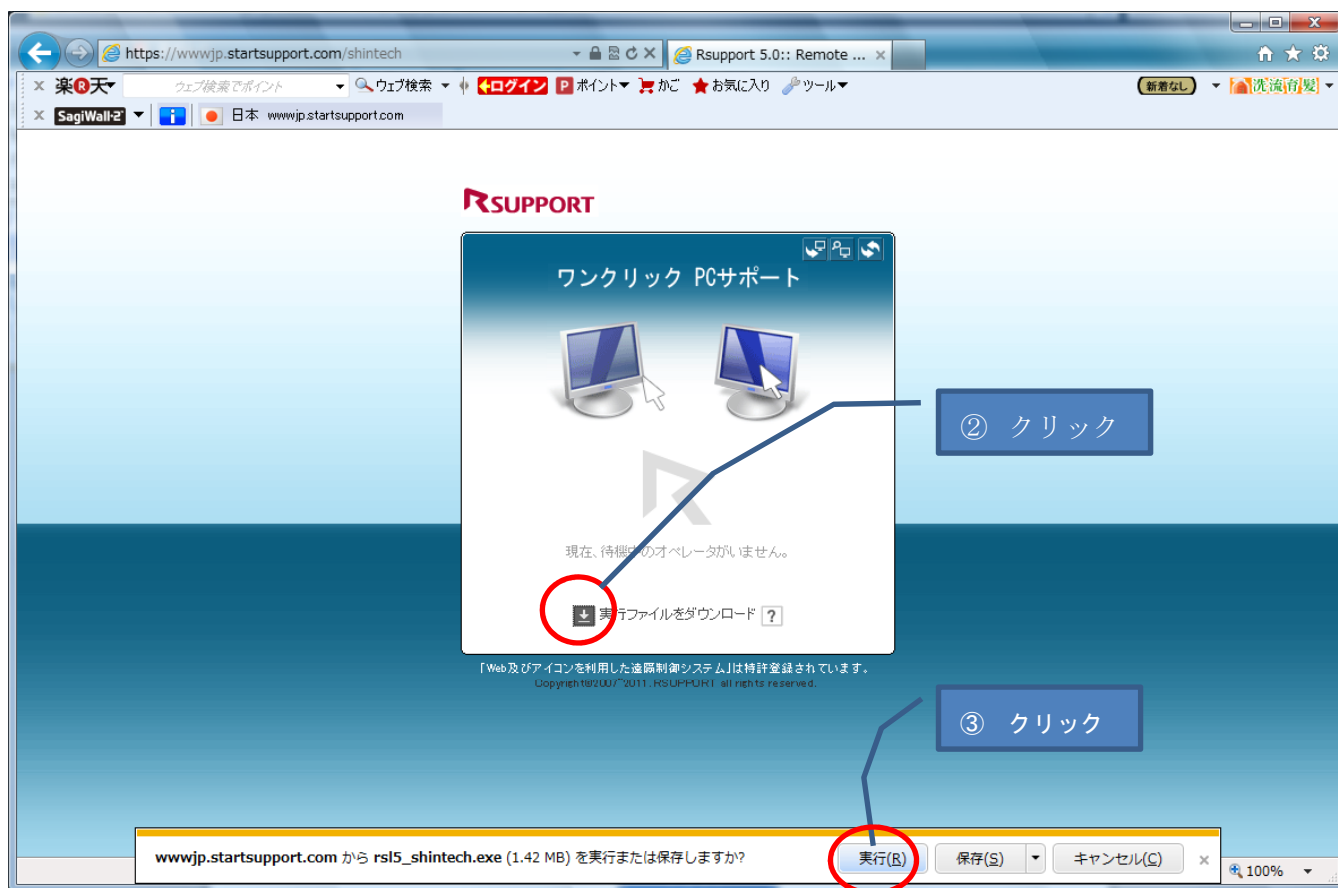 https://wwwjp.startsupport.com/shintech
Rsupport 5.0:: Remote ...
楽R天
ウェブ検索でポイント
ウェブ検索
ログイン
P ポイント
かご
お気に入り
ツール
新着なし
洗流育髪
SagiWall-2
日本 wwwjp.startsupport.com
RSUPPORT
ワンクリック PCサポート
② クリック
現在、待機中のオペレータがいません。
実行ファイルをダウンロード ?
「Web及びアイコンを利用した遠隔制御システム」は特許登録されています。
Copyright@2007~2011. RSUPPORT all rights reserved.
③ クリック
wwwjp.startsupport.com から rsl5_shintech.exe (1.42 MB) を実行または保存しますか?
実行(R)
保存(S)
キャンセル(C)
100%